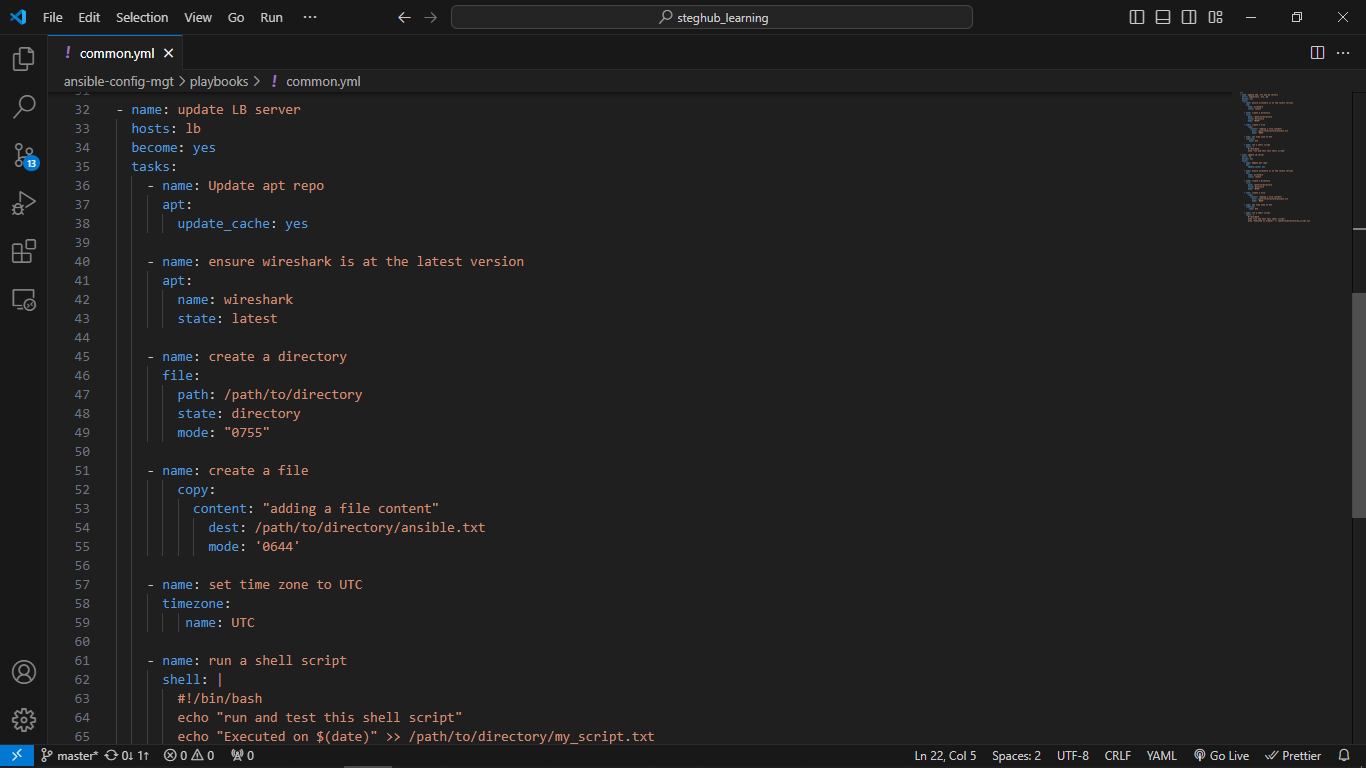 File Edit Selection View Go Run ··· steghub_learning
! common.yml ×
ansible-config-mgt > playbooks > ! common.yml
31
32 - name: update LB server
33 hosts: lb
34 become: yes
35 tasks:
36 - name: Update apt repo
37 apt:
38 update_cache: yes
39
40 - name: ensure wireshark is at the latest version
41 apt:
42 name: wireshark
43 state: latest
44
45 - name: create a directory
46 file:
47 path: /path/to/directory
48 state: directory
49 mode: "0755"
50
51 - name: create a file
52 copy:
53 content: "adding a file content"
54 dest: /path/to/directory/ansible.txt
55 mode: '0644'
56
57 - name: set time zone to UTC
58 timezone:
59 name: UTC
60
61 - name: run a shell script
62 shell: |
63 #!/bin/bash
64 echo "run and test this shell script"
65 echo "Executed on $(date)" >> /path/to/directory/my_script.txt
13
master* 0↓ 1↑ 0 0 0 Ln 22, Col 5 Spaces: 2 UTF-8 CRLF YAML Go Live Prettier